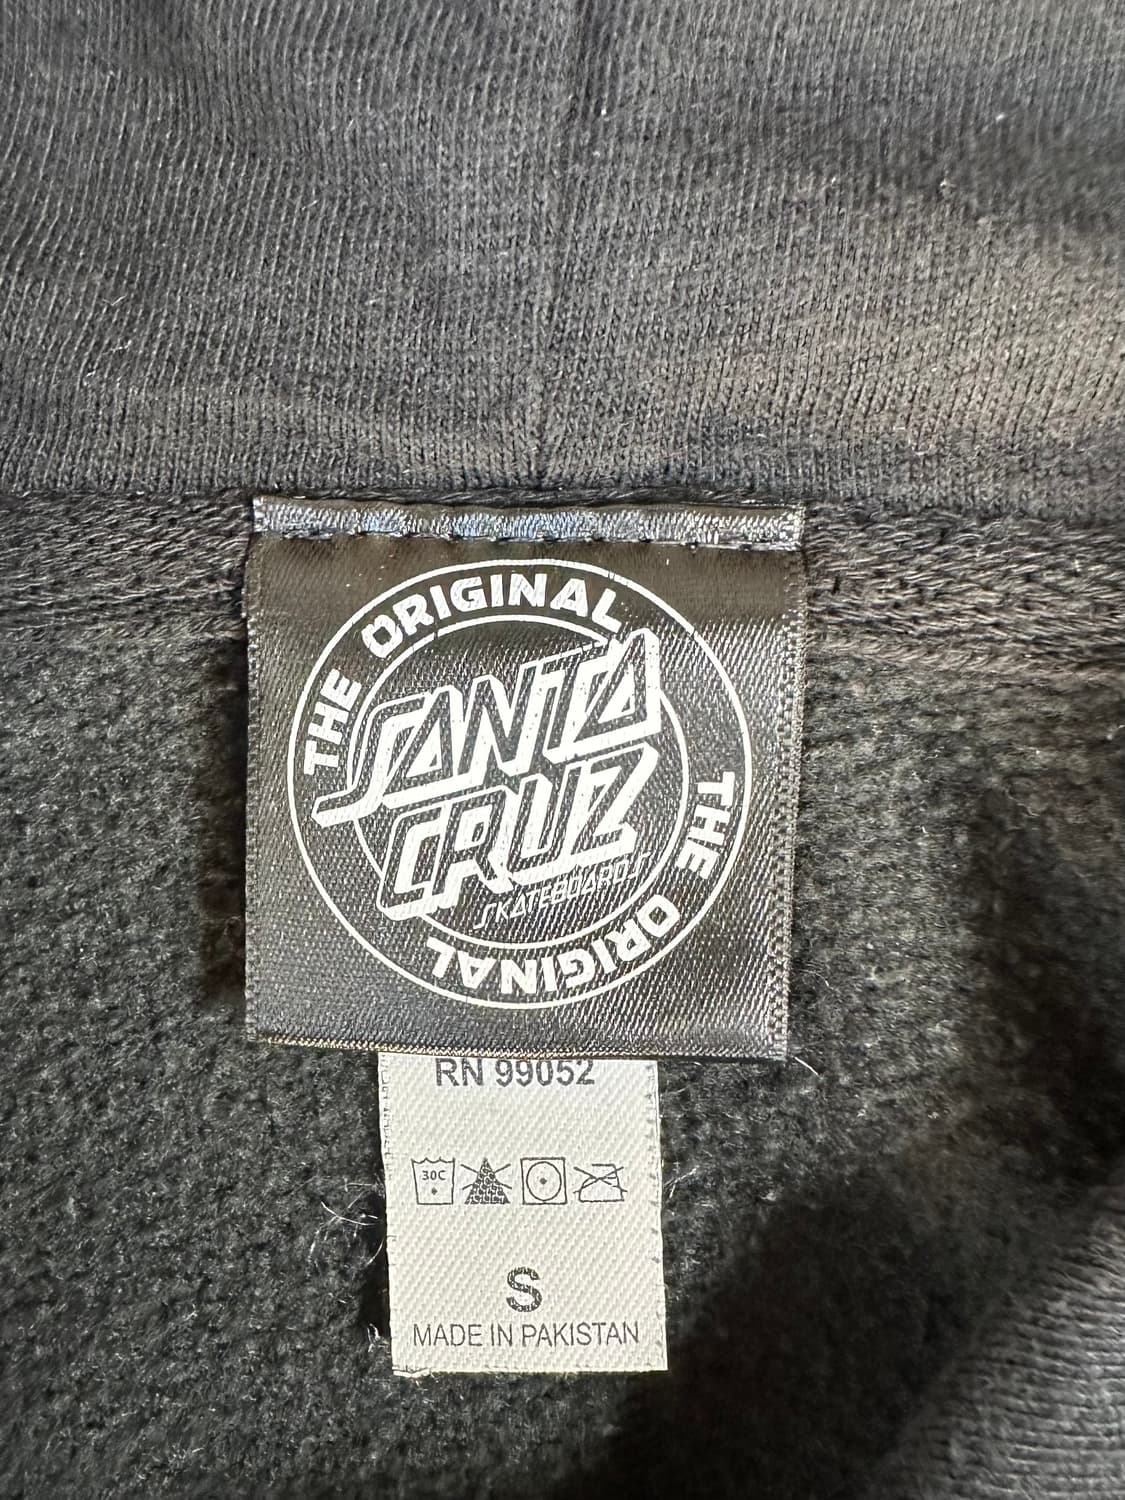 THE ORIGINAL
SANTA
CRUZ
SKATEBOARDS
THE ORIGINAL
RN 99052
30C
S
MADE IN PAKISTAN